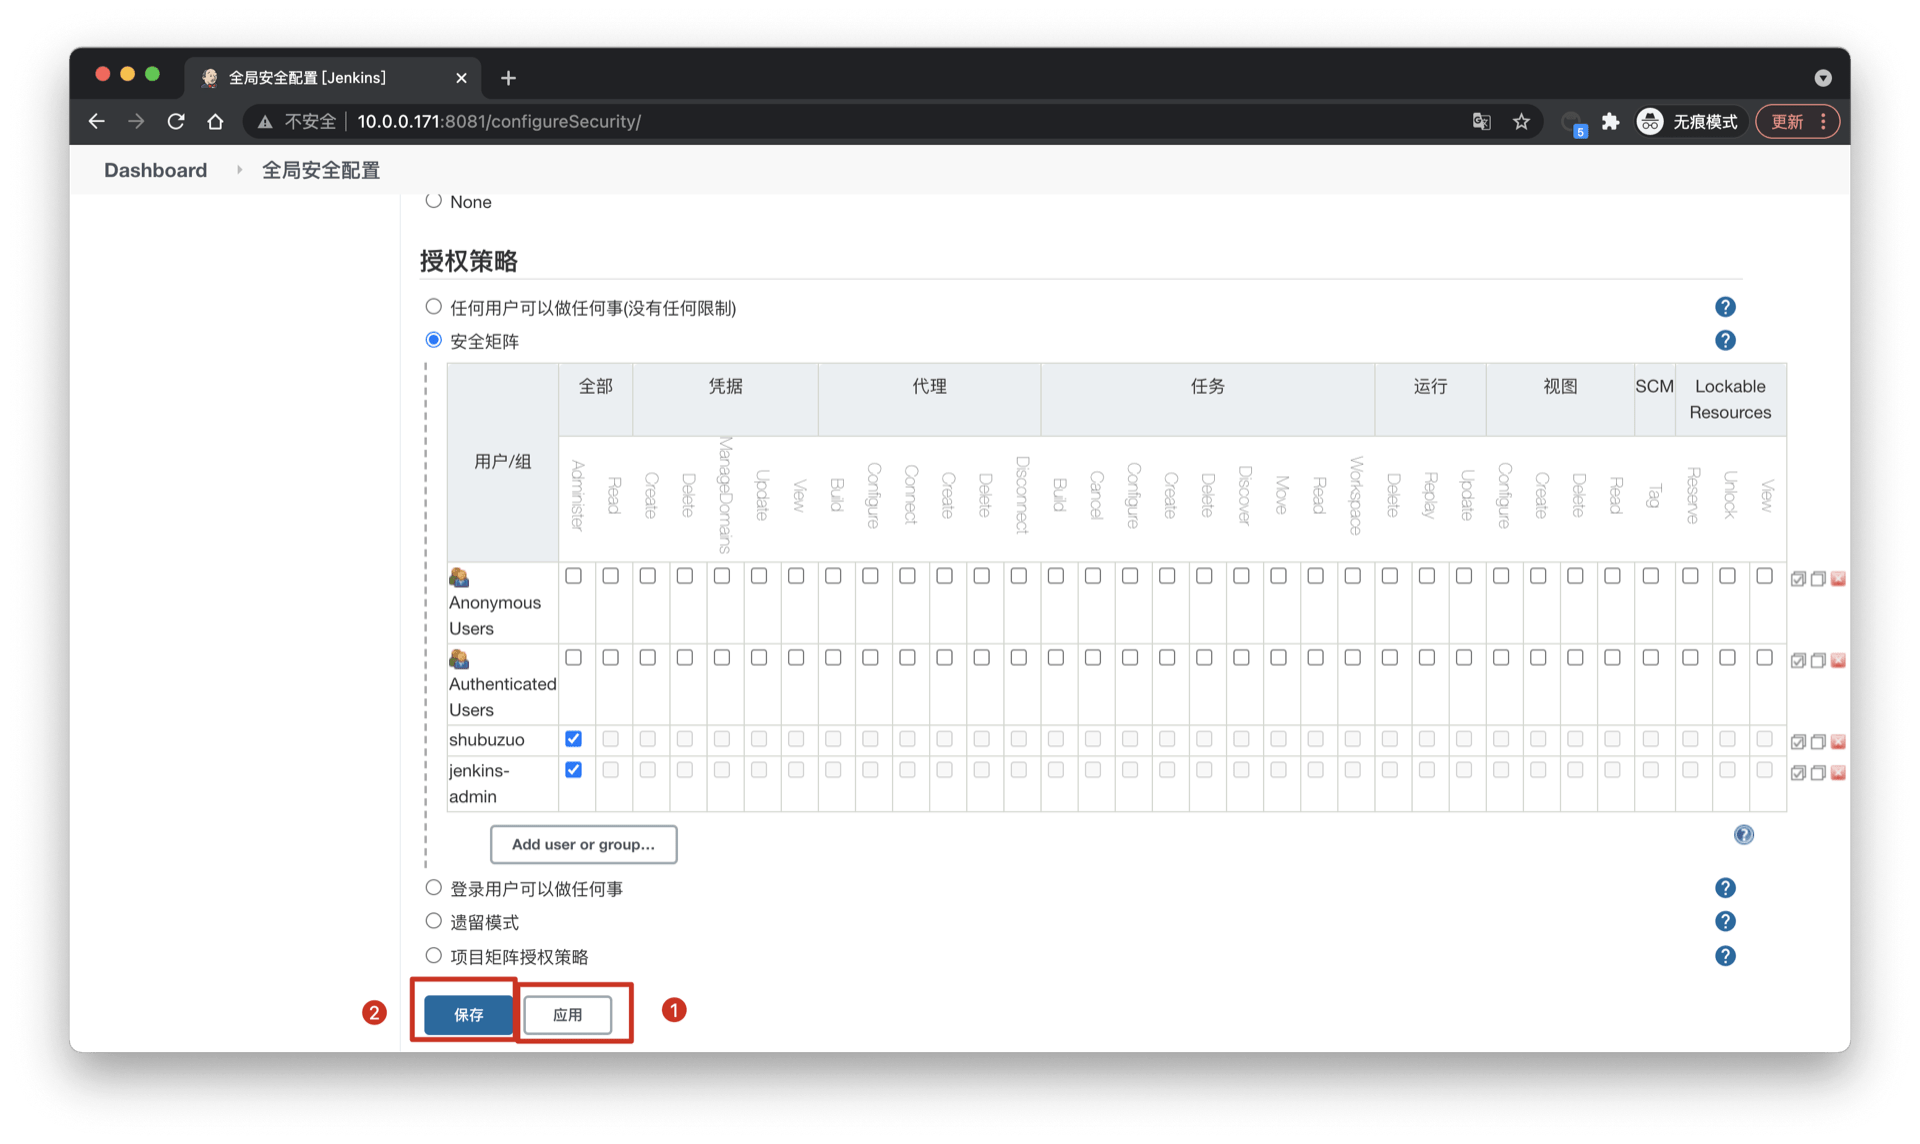 全局安全配置 [Jenkins]
不安全 10.0.0.171:8081/configureSecurity/
5
无痕模式
更新
Dashboard 全局安全配置
None
授权策略
任何用户可以做任何事(没有任何限制)
?
安全矩阵
?
用户/组 全部 凭据 代理 任务 运行 视图 SCM Lockable
Resources
Administer Read Create Delete ManageDomains Update View Build Configure Connect Create Delete Disconnect Build Cancel Configure Create Delete Discover Move Read Workspace Delete Replay Update Configure Create Delete Read Tag Reserve Unlock View
Anonymous
Users
Authenticated
Users
shubuzuo
jenkins-
admin
Add user or group...
?
登录用户可以做任何事
?
遗留模式
?
项目矩阵授权策略
?
2 保存 应用 1